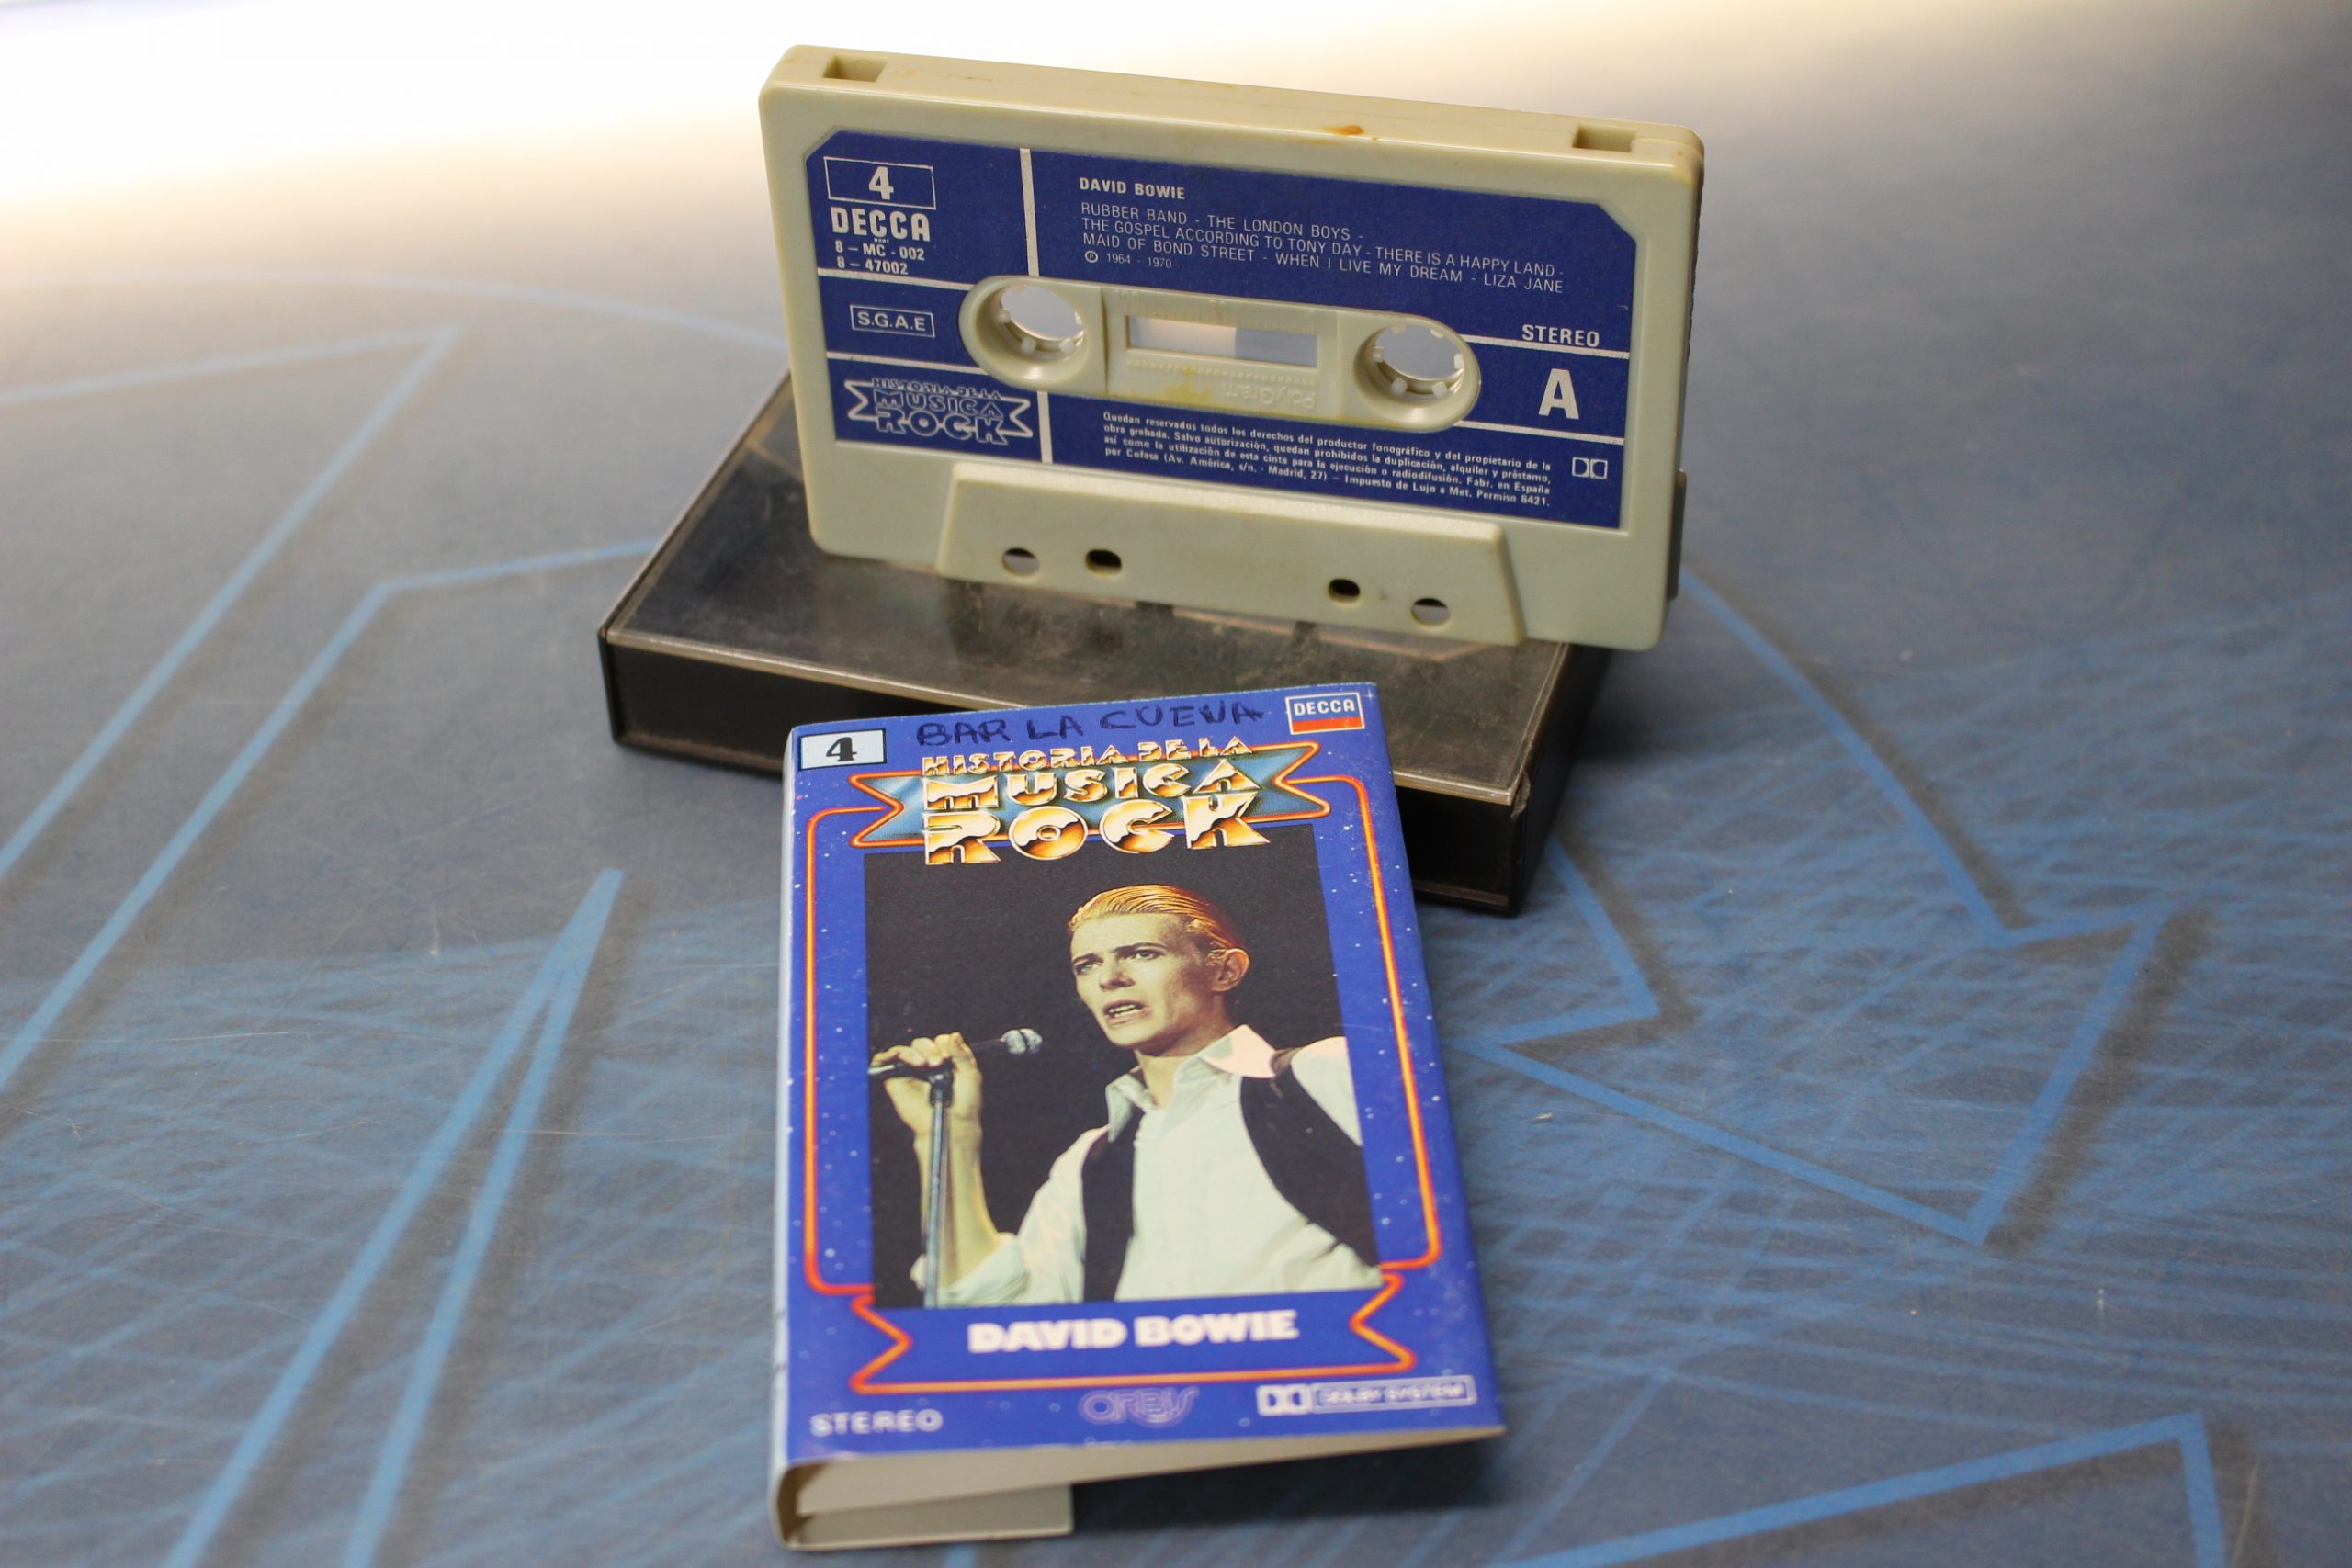 4
DECCA
8 - MC - 002
8 - 47002
S.G.A.E
HISTORIA DE LA
MUSICA
ROCK
DAVID BOWIE
RUBBER BAND - THE LONDON BOYS -
THE GOSPEL ACCORDING TO TONY DAY - THERE IS A HAPPY LAND -
MAID OF BOND STREET - WHEN I LIVE MY DREAM - LIZA JANE
Ⓟ 1964 - 1970
STEREO
A
PolyGram
Quedan reservados todos los derechos del productor fonográfico y del propietario de la
obra grabada. Salvo autorización, quedan prohibidos la duplicación, alquiler y préstamo,
así como la utilización de esta cinta para la ejecución o radiodifusión. Fabr. en España
por Cofasa (Av. América, s/n. - Madrid, 27) — Impuesto de Lujo a Met. Permiso 6421.
BAR LA CUEVA
DECCA
4
HISTORIA DE LA
MUSICA
ROCK
DAVID BOWIE
STEREO
ORBIS
DOLBY SYSTEM